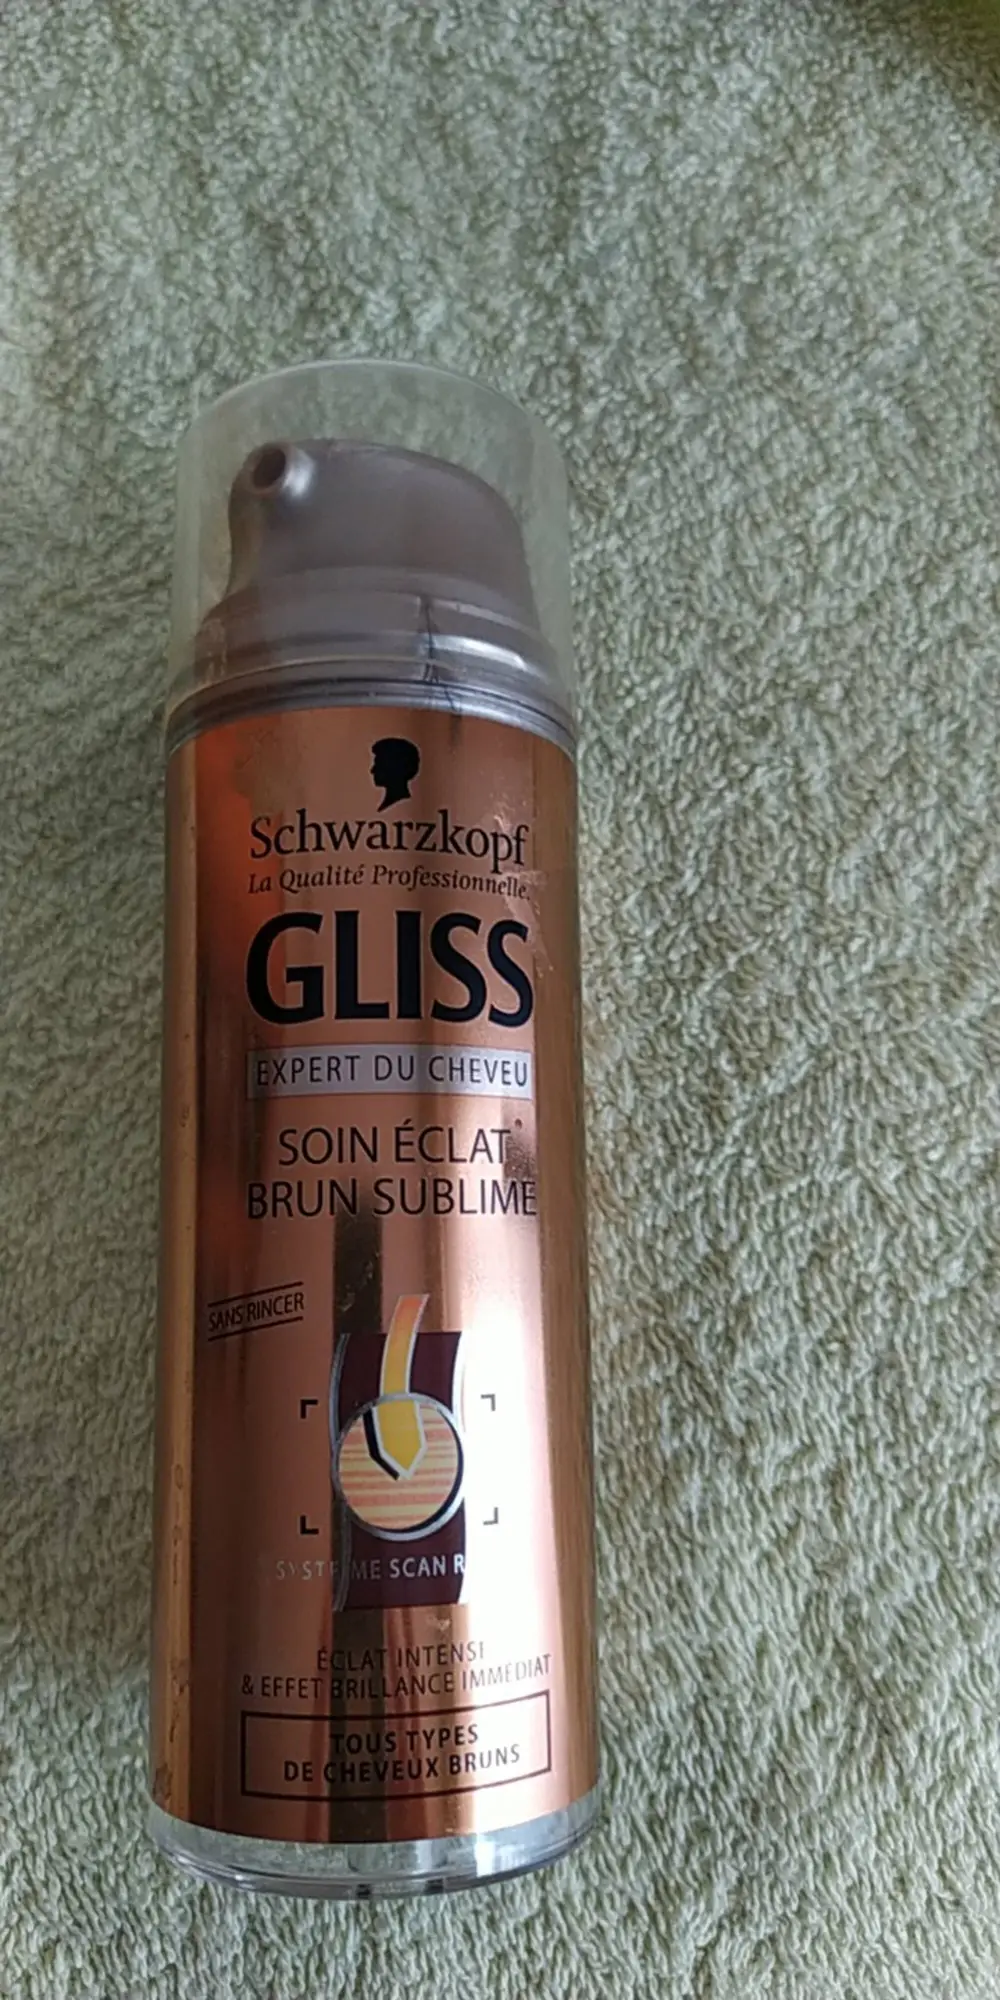 Schwarzkopf
La Qualité Professionnelle.
GLISS
EXPERT DU CHEVEU
SOIN ÉCLAT*
BRUN SUBLIME
SANS RINCER
SYSTÈME SCAN
ÉCLAT INTENSE
& EFFET BRILLANCE IMMÉDIAT
TOUS TYPES
DE CHEVEUX BRUNS